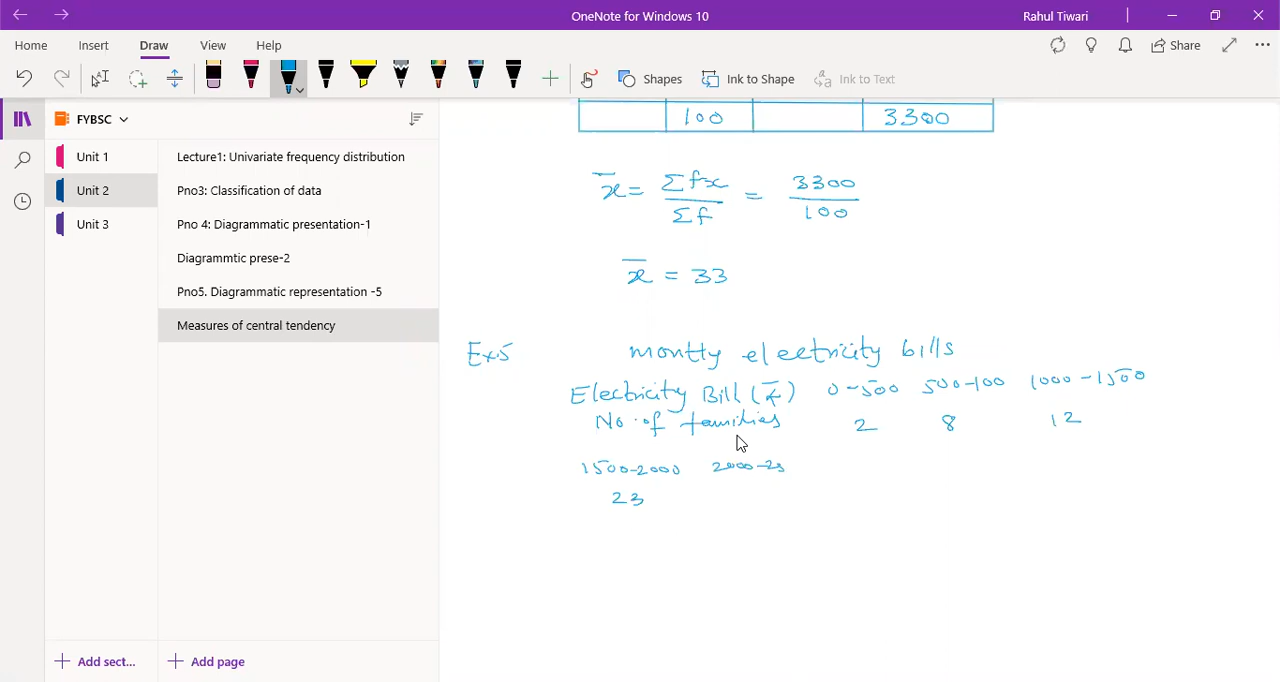 OneNote for Windows 10
Rahul Tiwari
Home Insert Draw View Help
Share
Shapes Ink to Shape Ink to Text
FYBSC
Unit 1
Unit 2
Unit 3
Lecture1: Univariate frequency distribution
Pno3: Classification of data
Pno 4: Diagrammatic presentation-1
Diagrammtic prese-2
Pno5. Diagrammatic representation -5
Measures of central tendency
Add sect...
Add page
100 3300
x̄ = Σfx / Σf = 3300 / 100
x̄ = 33
Ex5 montly electricity bills
Electricity Bill (₹) 0-500 500-100 1000-1500
No. of families 2 8 12
1500-2000 2000-20
23